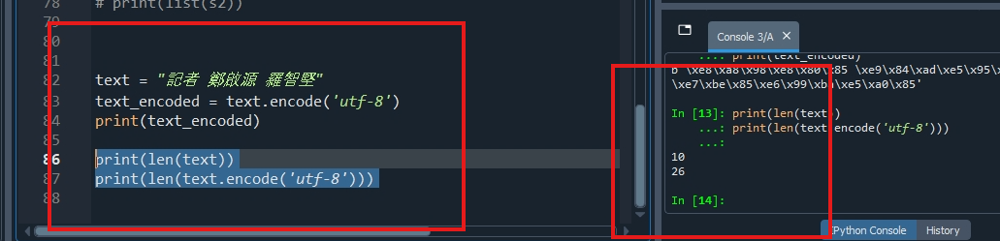 78 # print(list(s2))
79
80
81
82 text = "記者 鄭啟源 羅智堅"
83 text_encoded = text.encode('utf-8')
84 print(text_encoded)
85
86 print(len(text))
87 print(len(text.encode('utf-8')))
88
Console 3/A ×
...: print(text_encoded)
b'\xe8\xa8\x98\xe8\x80\x85 \xe9\x84\xad\xe5\x95\
\xe7\xbe\x85\xe6\x99\xba\xe5\xa0\x85'
In [13]: print(len(text))
...: print(len(text.encode('utf-8')))
...:
10
26
In [14]:
IPython Console History